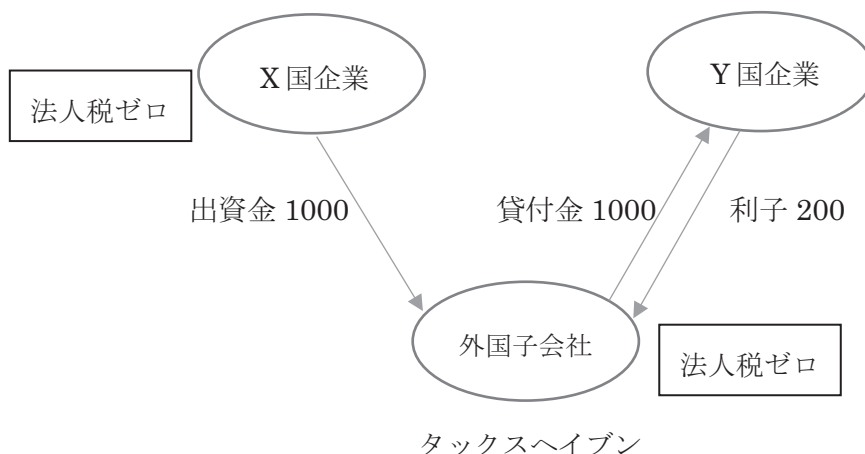 X国企業
Y国企業
法人税ゼロ
出資金 1000
貸付金 1000
利子 200
外国子会社
法人税ゼロ
タックスヘイブン